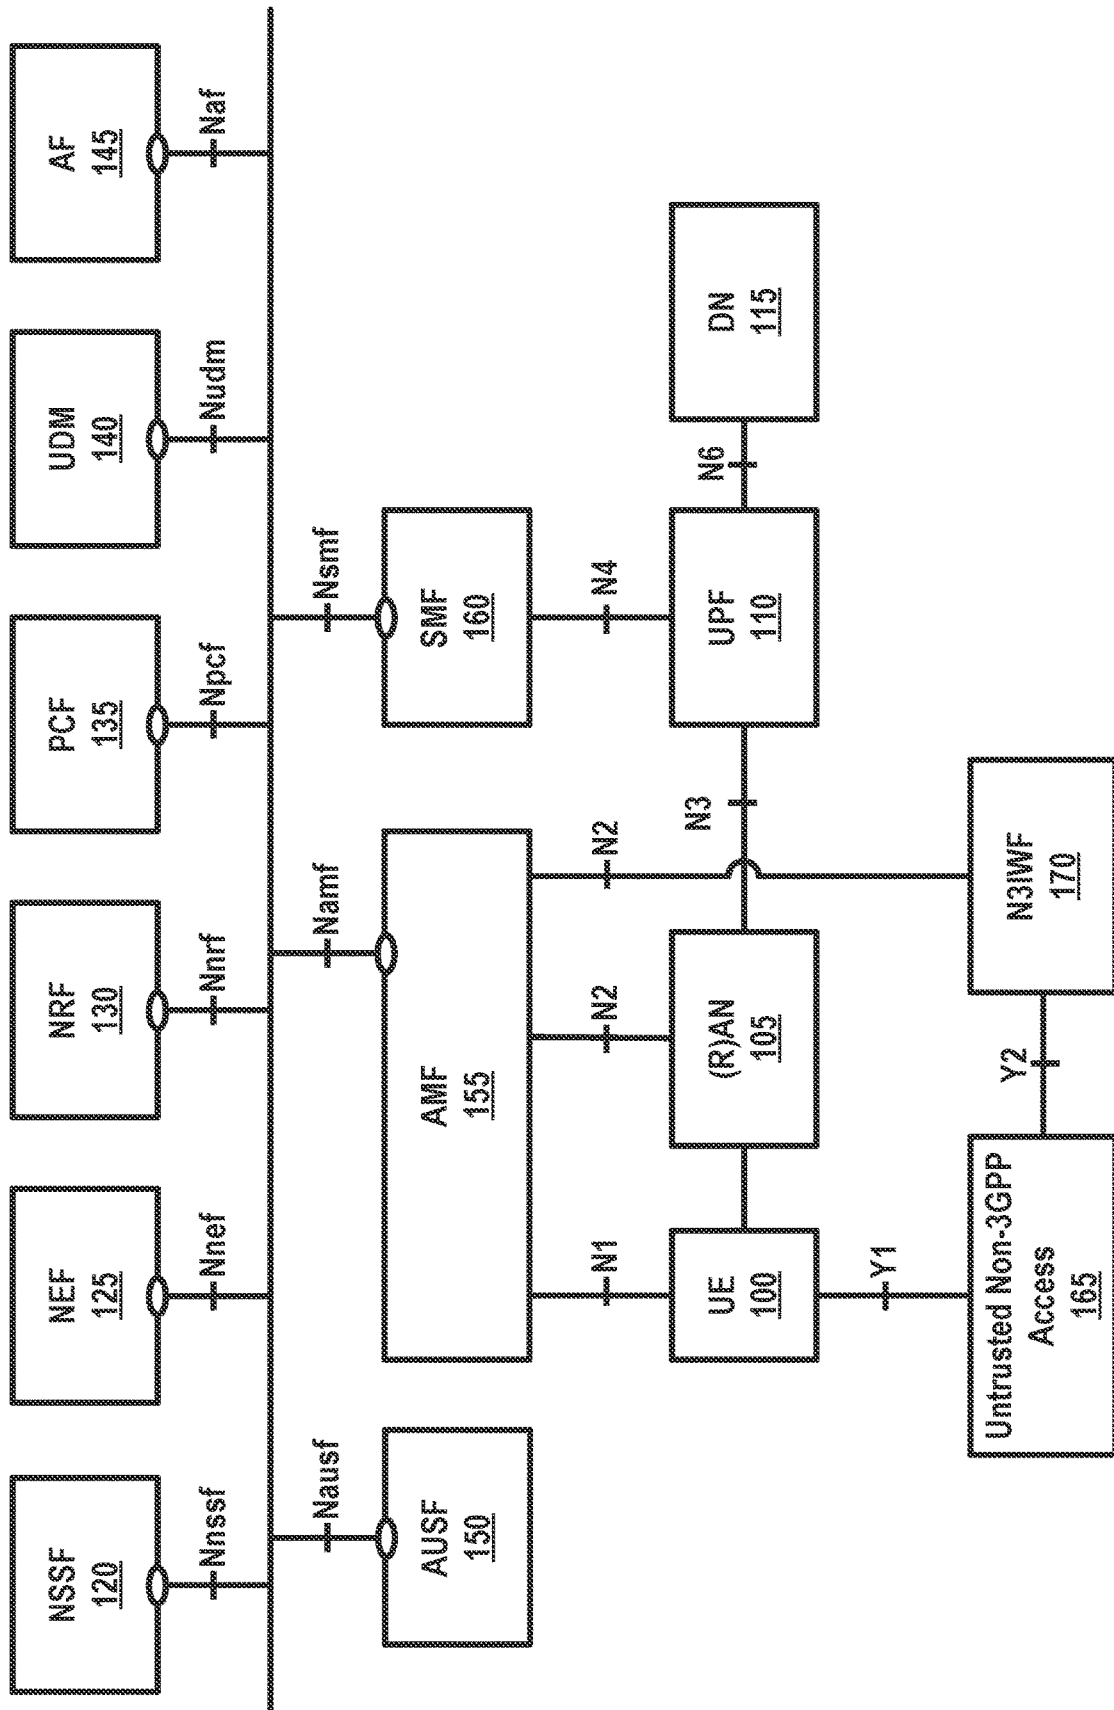 NSSF
120
NEF
125
NRF
130
PCF
135
UDM
140
AF
145
Nnssf
Nnef
Nnrf
Npcf
Nudm
Naf
Nausf
Namf
Nsmf
AUSF
150
AMF
155
SMF
160
N1
N2
N2
N4
UE
100
(R)AN
105
N3
UPF
110
N6
DN
115
Y1
Untrusted Non-3GPP
Access
165
Y2
N3IWF
170